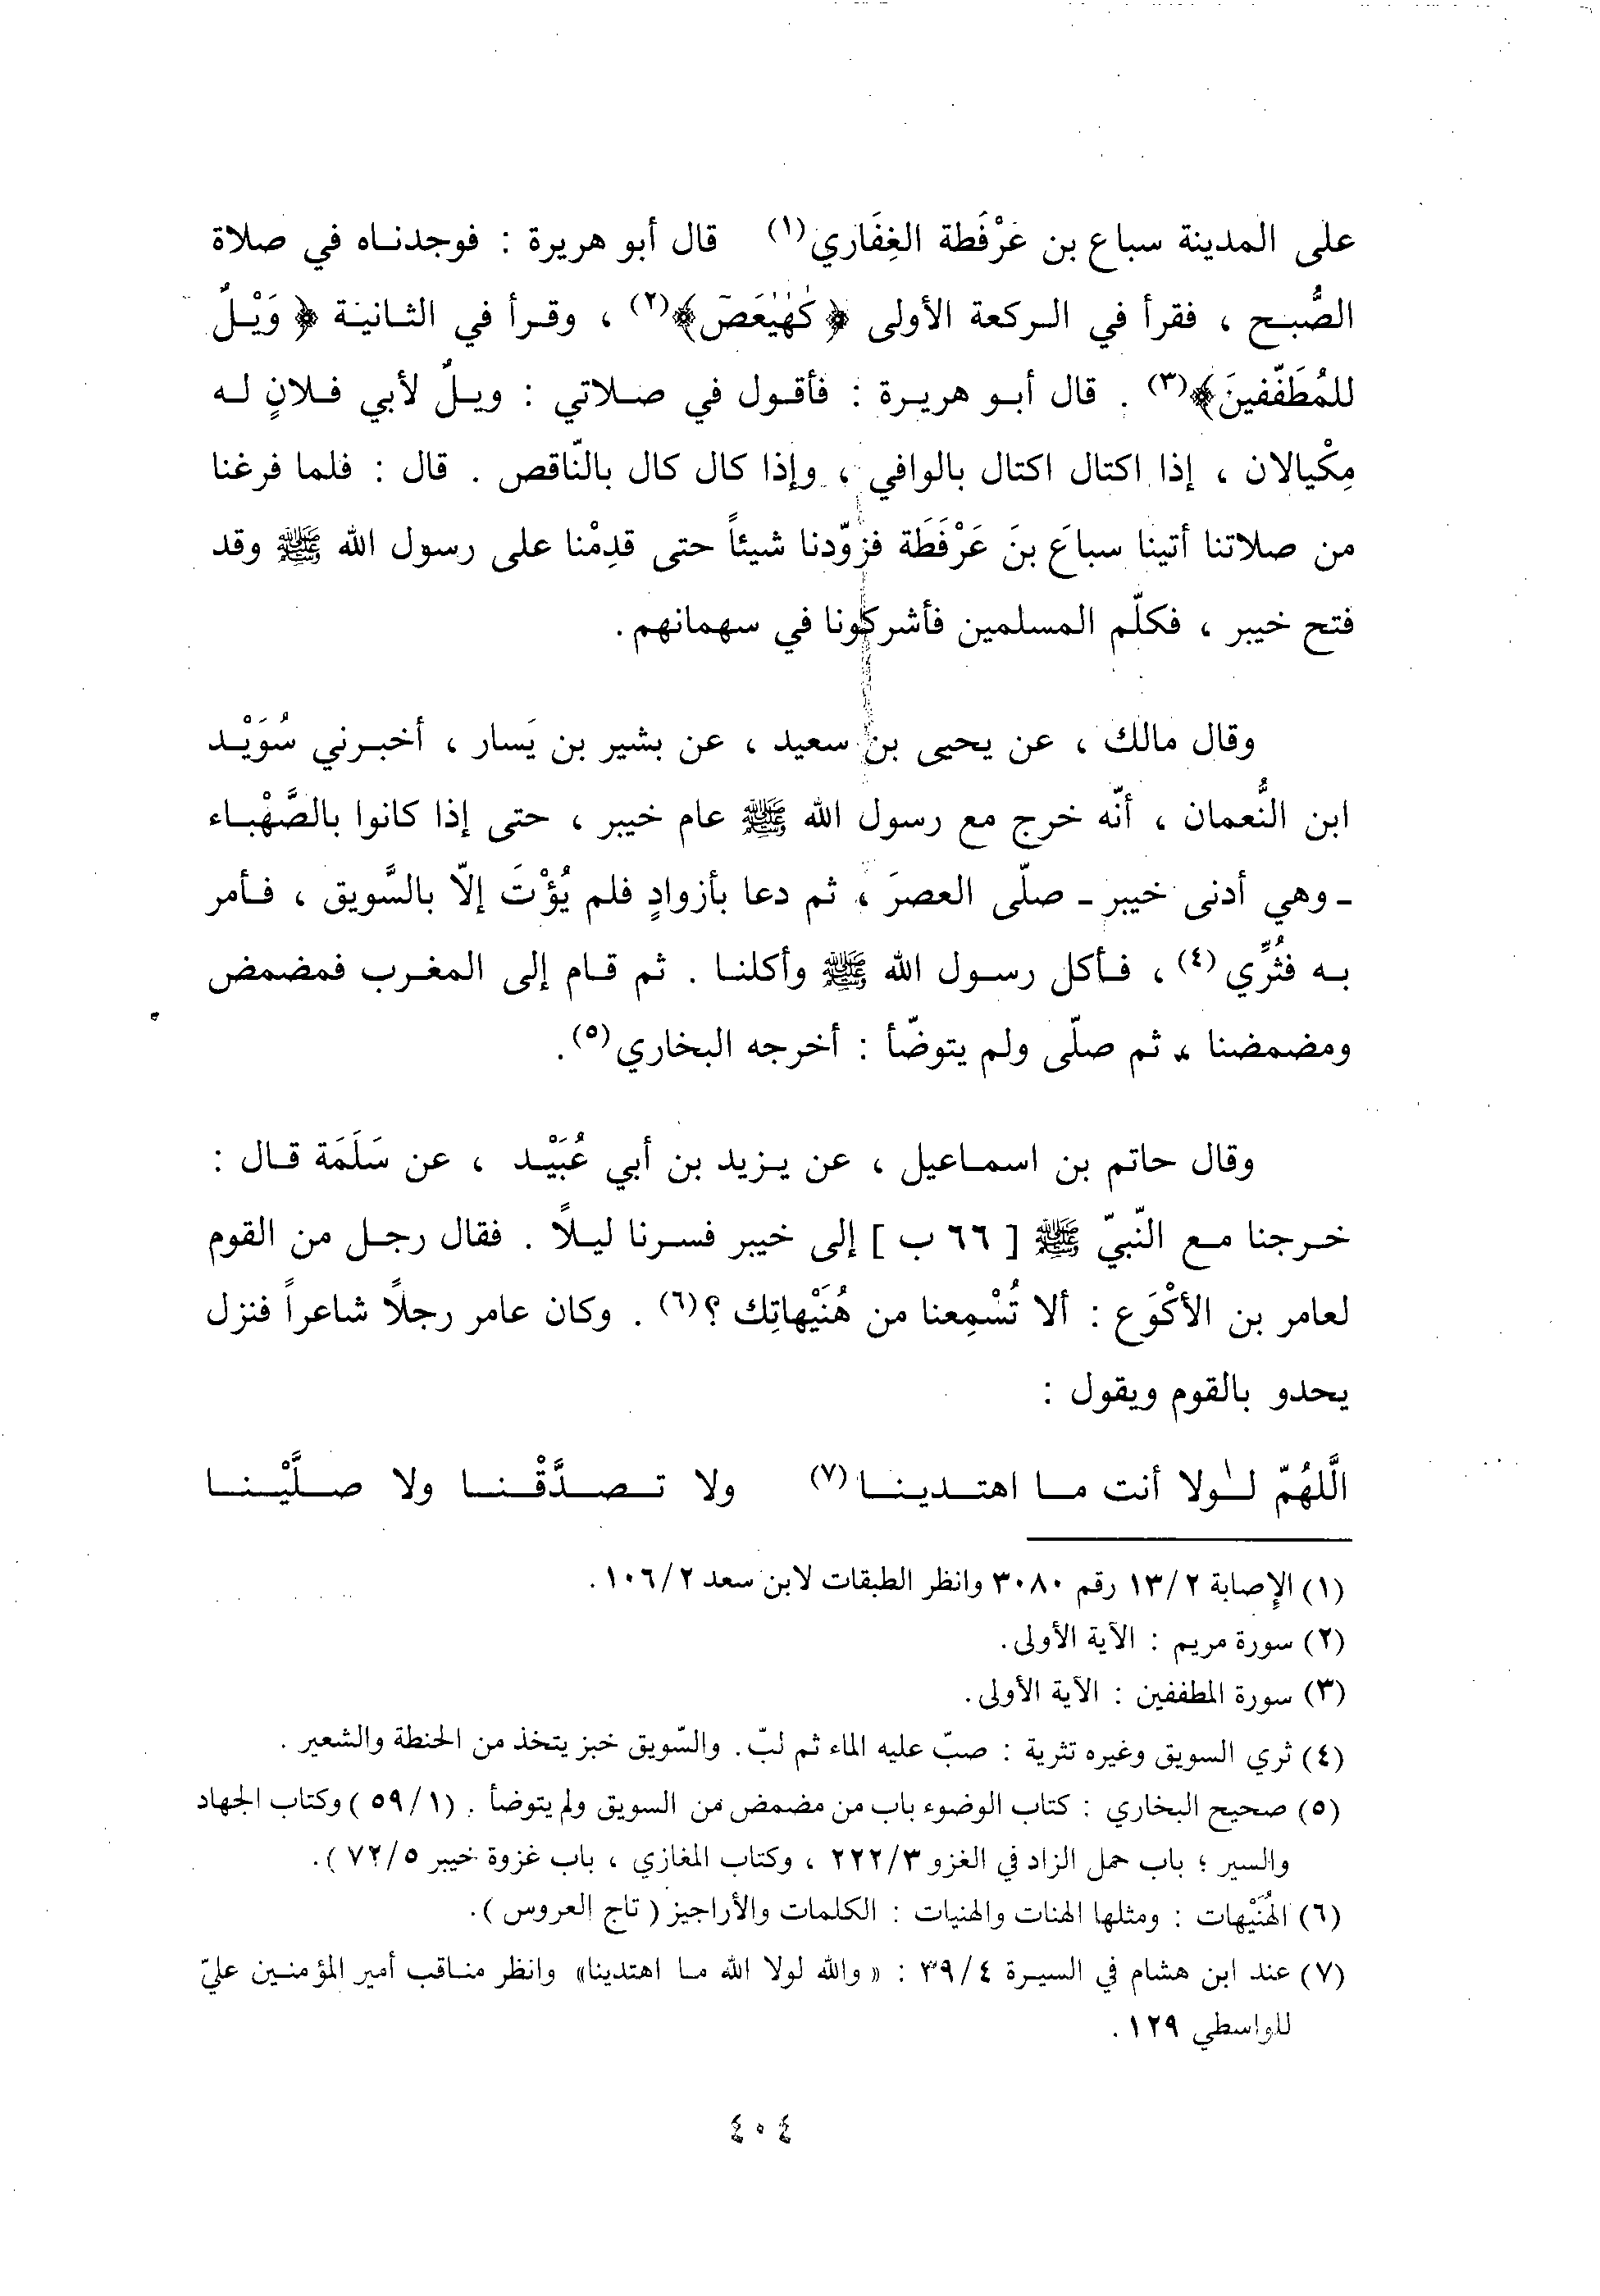 على المدينة سباع بن عَرْفَطة الغِفَاري(١) قال أبو هريرة : فوجدناه في صلاة
الصُّبح ، فقرأ في الركعة الأولى ﴿كهيعص﴾(٢) ، وقرأ في الثانية ﴿وَيْلٌ
للمُطَفّفينَ﴾(٣) . قال أبو هريرة : فأقول في صلاتي : ويلٌ لأبي فلانٍ له
مِكْيالان ، إذا اكتال اكتال بالوافي ، وإذا كال كال بالنّاقص . قال : فلما فرغنا
من صلاتنا أتينا سباعَ بنَ عَرْفَطَة فزوّدنا شيئاً حتى قدِمْنا على رسول الله ﷺ وقد
فتح خيبر ، فكلّم المسلمين فأشركونا في سهمانهم.
وقال مالك ، عن يحيى بن سعيد ، عن بشير بن يَسار ، أخبرني سُوَيْد
ابن النُّعمان ، أنّه خرج مع رسول الله ﷺ عام خيبر ، حتى إذا كانوا بالصَّهْباء
ـ وهي أدنى خيبر ـ صلّى العصرَ ، ثم دعا بأزوادٍ فلم يُؤْتَ إلاّ بالسَّويق ، فأمر
به فثُرِّي(٤) ، فأكل رسول الله ﷺ وأكلنا . ثم قام إلى المغرب فمضمض
ومضمضنا ، ثم صلّى ولم يتوضّأ : أخرجه البخاري(٥).
وقال حاتم بن اسماعيل ، عن يزيد بن أبي عُبَيْد ، عن سَلَمَة قال :
خرجنا مع النّبيّ ﷺ [ ٦٦ ب ] إلى خيبر فسرنا ليلاً . فقال رجل من القوم
لعامر بن الأكْوَع : ألا تُسْمِعنا من هُنَيْهاتِك ؟(٦) . وكان عامر رجلاً شاعراً فنزل
يحدو بالقوم ويقول :
الَّلهُمّ لولا أنت ما اهتدينا(٧) ولا تصدَّقْنا ولا صلَّيْنا
(١) الإصابة ١٣/٢ رقم ٣٠٨٠ وانظر الطبقات لابن سعد ١٠٦/٢.
(٢) سورة مريم : الآية الأولى.
(٣) سورة المطففين : الآية الأولى.
(٤) ثري السويق وغيره تثرية : صبّ عليه الماء ثم لبّ. والسّويق خبز يتخذ من الحنطة والشعير .
(٥) صحيح البخاري : كتاب الوضوء باب من مضمض من السويق ولم يتوضأ . (٥٩/١) وكتاب الجهاد
والسير ؛ باب حمل الزاد في الغزو ٢٢٢/٣ ، وكتاب المغازي ، باب غزوة خيبر ٧٢/٥ ).
(٦) الهُنَيْهات : ومثلها الهنات والهنيات : الكلمات والأراجيز ( تاج العروس ).
(٧) عند ابن هشام في السيرة ٣٩/٤ : «والله لولا الله ما اهتدينا» وانظر مناقب أمير المؤمنين عليّ
للواسطي ١٢٩.
٤٠٤